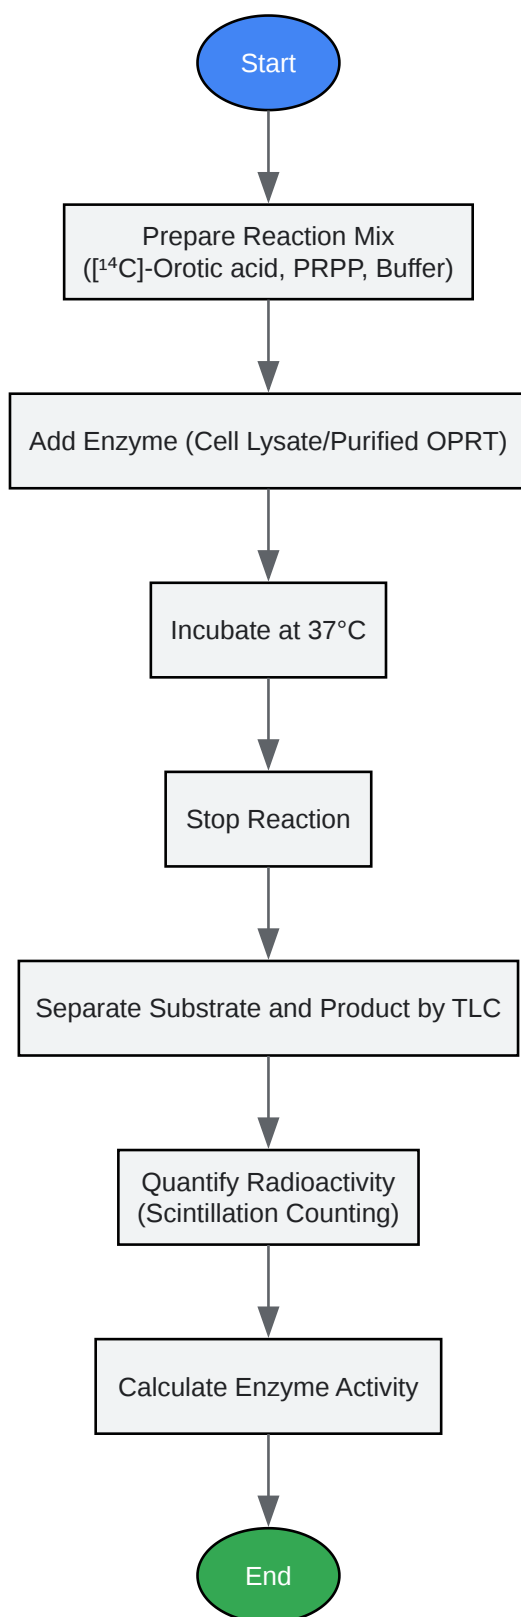 Start
Prepare Reaction Mix
([¹⁴C]-Orotic acid, PRPP, Buffer)
Add Enzyme (Cell Lysate/Purified OPRT)
Incubate at 37°C
Stop Reaction
Separate Substrate and Product by TLC
Quantify Radioactivity
(Scintillation Counting)
Calculate Enzyme Activity
End